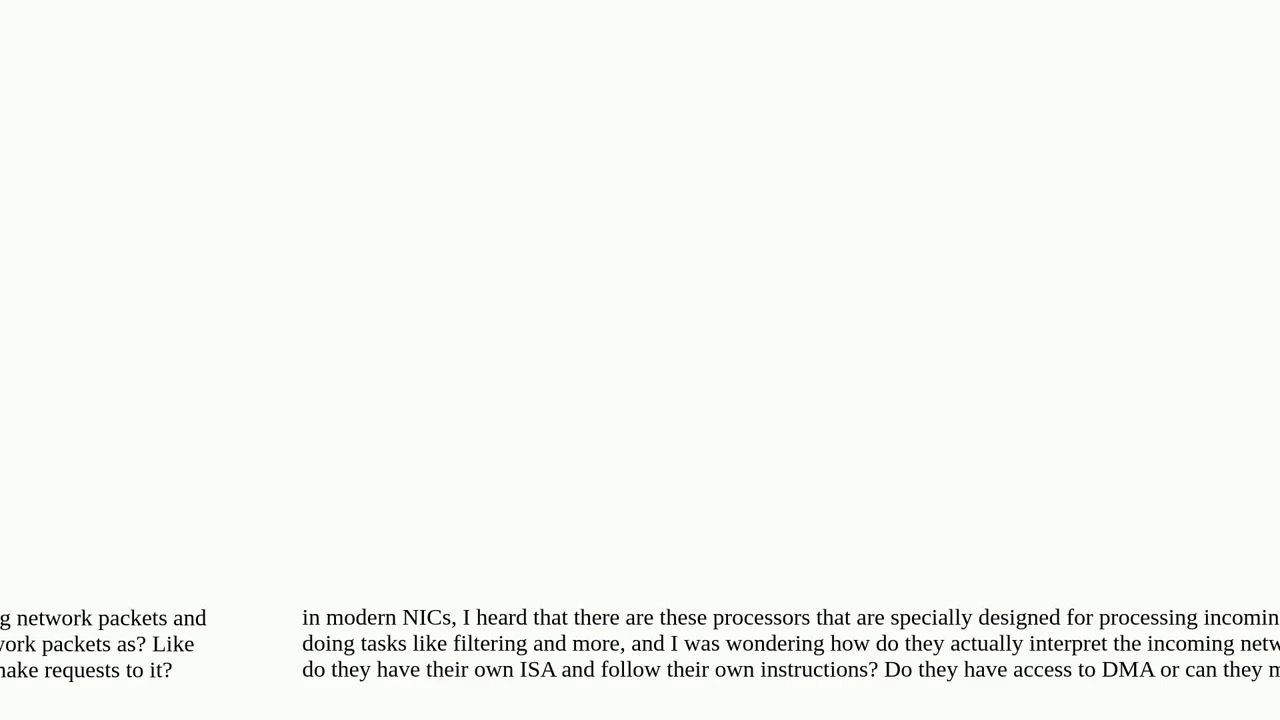 g network packets and
ork packets as? Like
ake requests to it?
in modern NICs, I heard that there are these processors that are specially designed for processing incomin
doing tasks like filtering and more, and I was wondering how do they actually interpret the incoming netw
do they have their own ISA and follow their own instructions? Do they have access to DMA or can they m